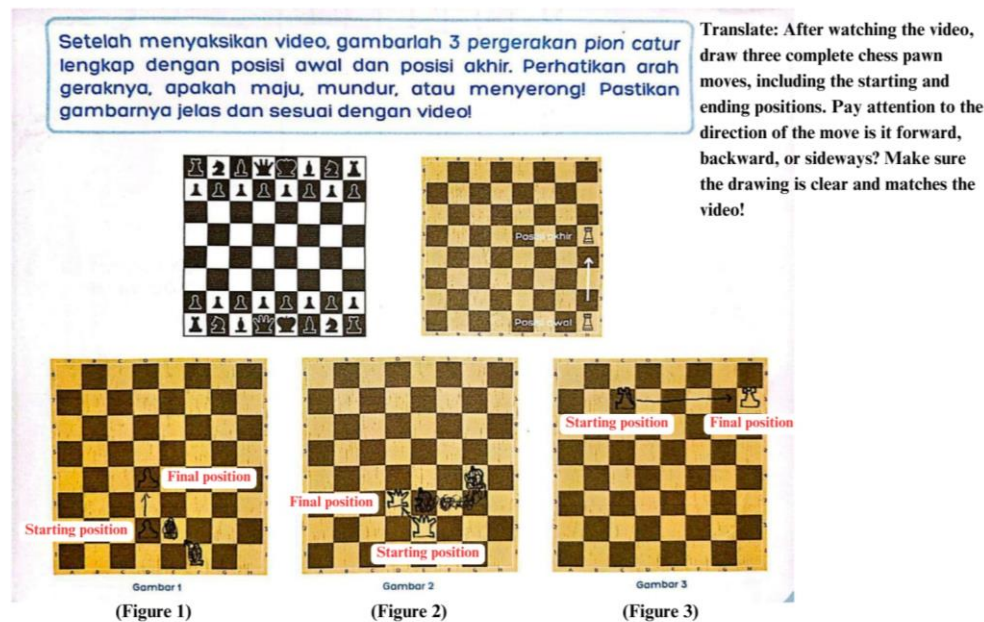 Setelah menyaksikan video, gambarlah 3 pergerakan pion catur
lengkap dengan posisi awal dan posisi akhir. Perhatikan arah
geraknya, apakah maju, mundur, atau menyerong! Pastikan
gambarnya jelas dan sesuai dengan video!
Translate: After watching the video,
draw three complete chess pawn
moves, including the starting and
ending positions. Pay attention to the
direction of the move is it forward,
backward, or sideways? Make sure
the drawing is clear and matches the
video!
Posisi akhir
Posisi awal
Final position
Starting position
Gambar 1
(Figure 1)
Final position
Starting position
Gambar 2
(Figure 2)
Starting position
Final position
Gambar 3
(Figure 3)